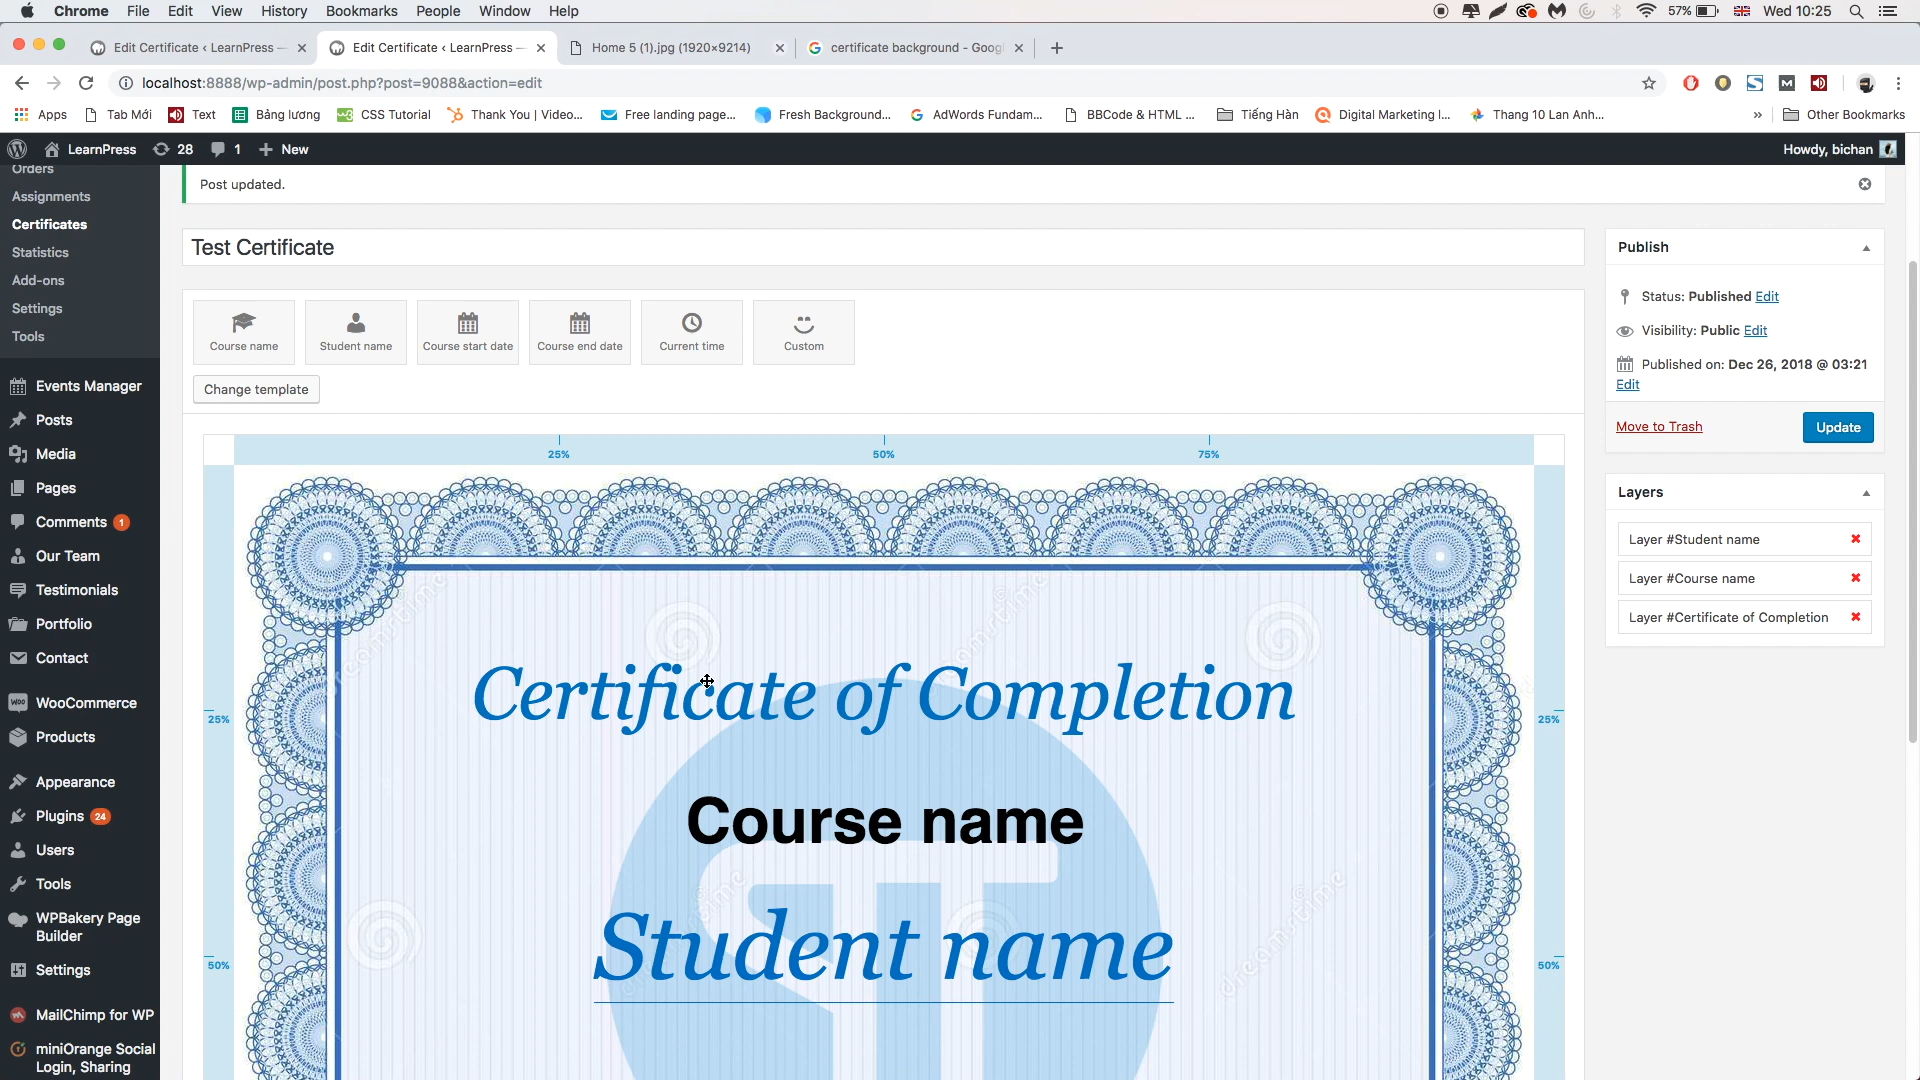 Chrome File Edit View History Bookmarks People Window Help 57% Wed 10:25
Edit Certificate ‹ LearnPress — Edit Certificate ‹ LearnPress — Home 5 (1).jpg (1920×9214) certificate background - Goog
localhost:8888/wp-admin/post.php?post=9088&action=edit
Apps Tab Mới Text Bảng lương CSS Tutorial Thank You | Video... Free landing page... Fresh Background... AdWords Fundam... BBCode & HTML ... Tiếng Hàn Digital Marketing I... Thang 10 Lan Anh... » Other Bookmarks
LearnPress 28 1 New Howdy, bichan
Orders
Assignments
Certificates
Statistics
Add-ons
Settings
Tools
Events Manager
Posts
Media
Pages
Comments 1
Our Team
Testimonials
Portfolio
Contact
WooCommerce
Products
Appearance
Plugins 24
Users
Tools
WPBakery Page
Builder
Settings
MailChimp for WP
miniOrange Social
Login, Sharing
Post updated.
Test Certificate
Course name Student name Course start date Course end date Current time Custom
Change template
25% 50% 75%
Certificate of Completion
25% 25%
Course name
Student name
50% 50%
dreamstime
dreamstime
dreamstime
dreamstime
Publish
Status: Published Edit
Visibility: Public Edit
Published on: Dec 26, 2018 @ 03:21
Edit
Move to Trash Update
Layers
Layer #Student name
Layer #Course name
Layer #Certificate of Completion